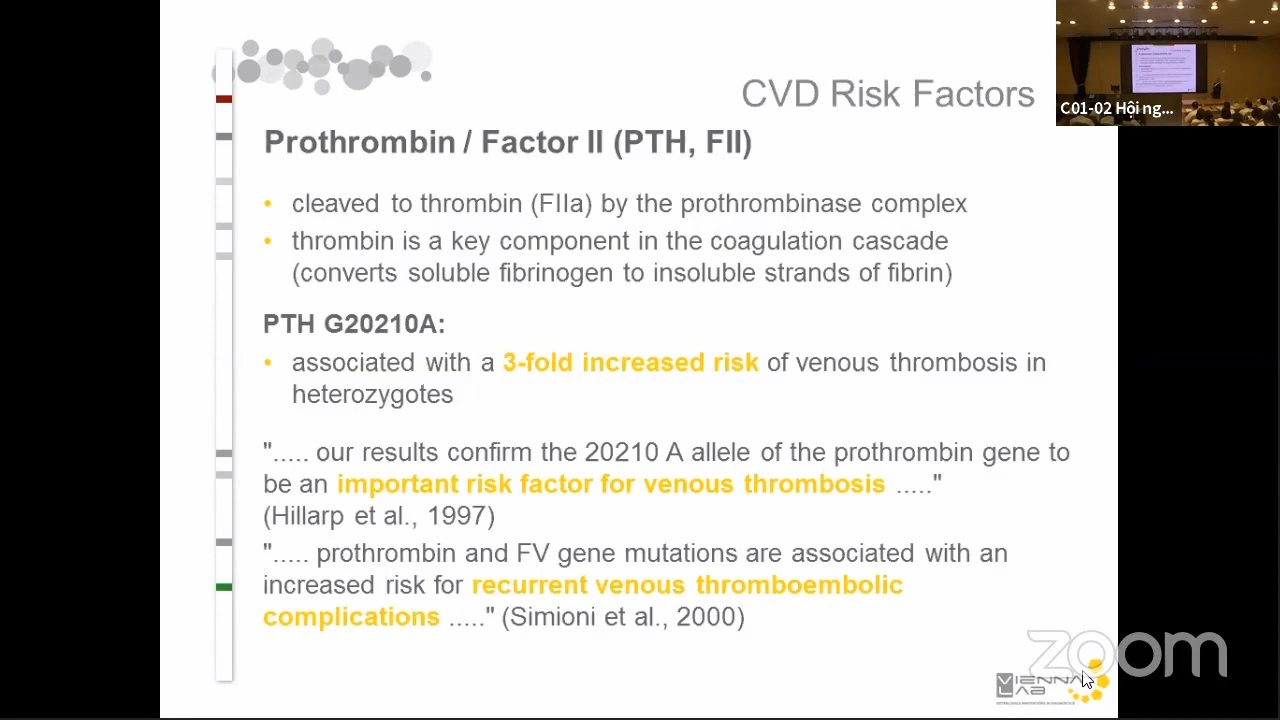 CVD Risk Factors
C01-02 Hội ng...
Prothrombin / Factor II (PTH, FII)
• cleaved to thrombin (FIIa) by the prothrombinase complex
• thrombin is a key component in the coagulation cascade
(converts soluble fibrinogen to insoluble strands of fibrin)
PTH G20210A:
• associated with a 3-fold increased risk of venous thrombosis in
heterozygotes
"..... our results confirm the 20210 A allele of the prothrombin gene to
be an important risk factor for venous thrombosis ....."
(Hillarp et al., 1997)
"..... prothrombin and FV gene mutations are associated with an
increased risk for recurrent venous thromboembolic
complications ....." (Simioni et al., 2000)
zoom
VIENNA
LAB